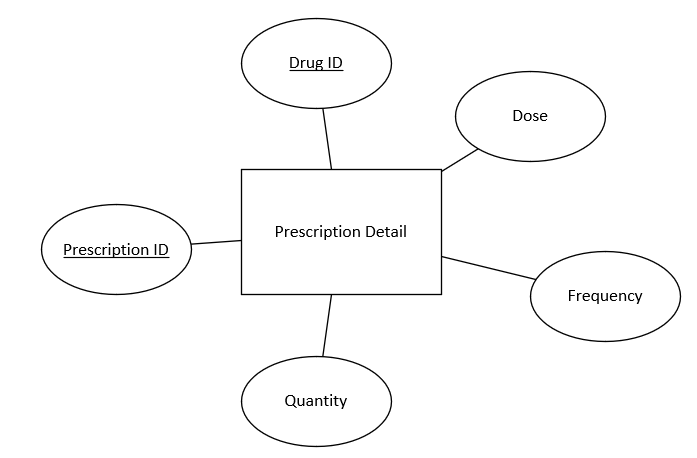 Drug ID
Dose
Prescription Detail
Prescription ID
Frequency
Quantity